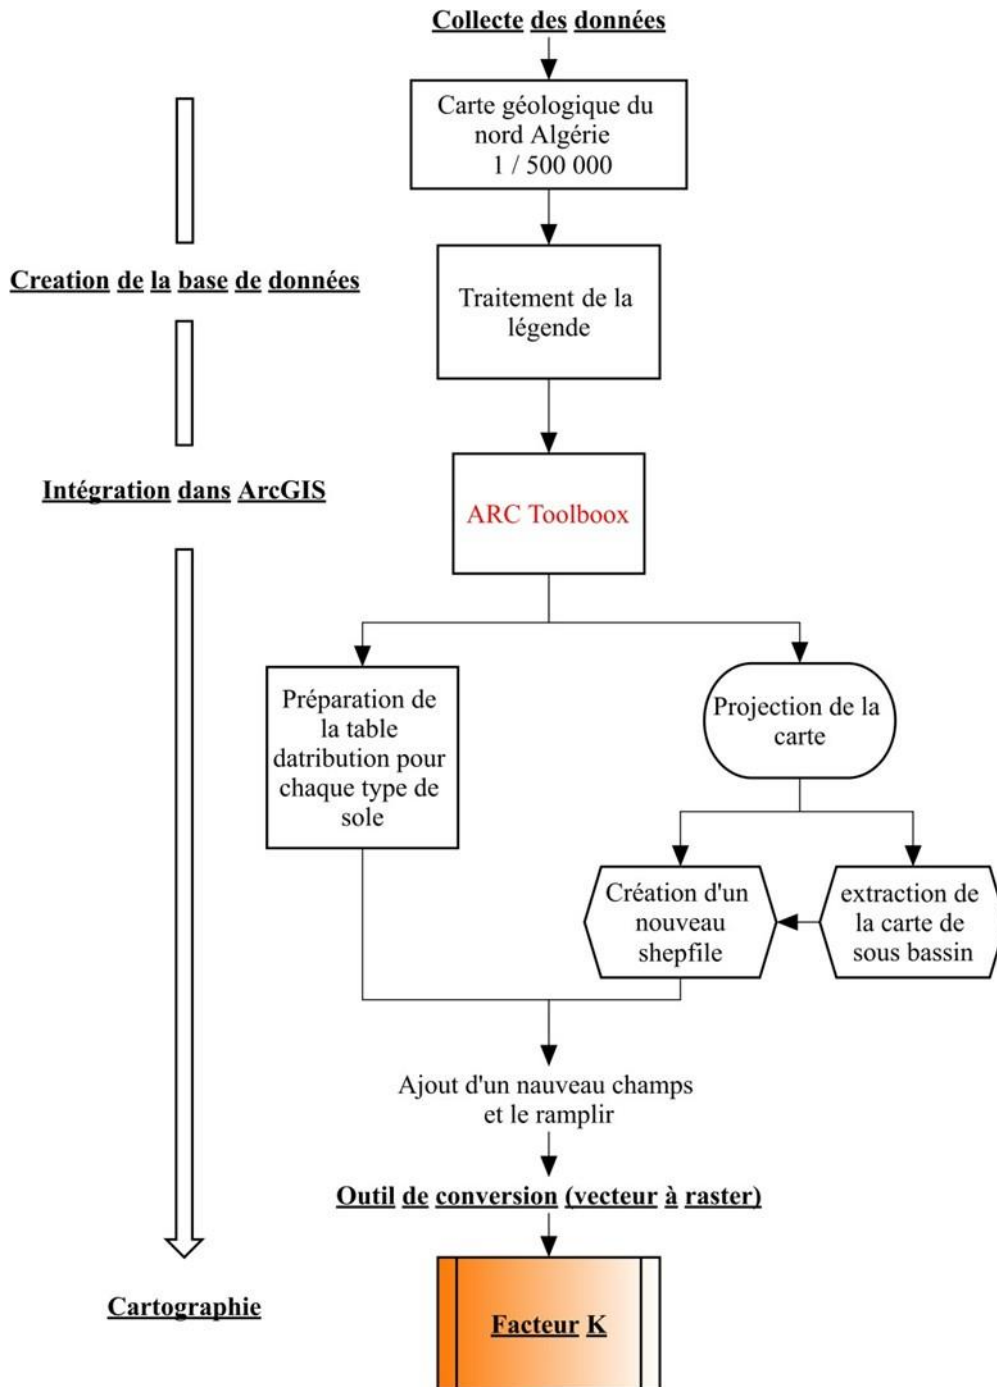 Collecte des données
Carte géologique du
nord Algérie
1 / 500 000
Creation de la base de données
Traitement de la
légende
Intégration dans ArcGIS
ARC Toolboox
Préparation de
la table
datribution pour
chaque type de
sole
Projection de la
carte
Création d'un
nouveau
shepfile
extraction de
la carte de
sous bassin
Ajout d'un nauveau champs
et le ramplir
Outil de conversion (vecteur à raster)
Cartographie
Facteur K